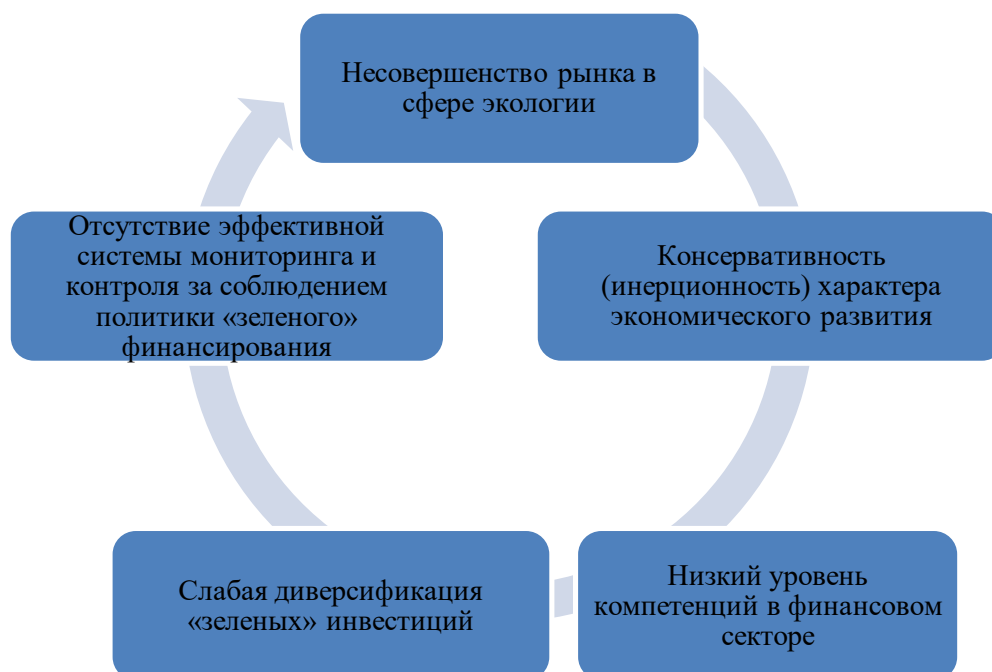 Несовершенство рынка в
сфере экологии
Консервативность
(инерционность) характера
экономического развития
Низкий уровень
компетенций в финансовом
секторе
Слабая диверсификация
«зеленых» инвестиций
Отсутствие эффективной
системы мониторинга и
контроля за соблюдением
политики «зеленого»
финансирования